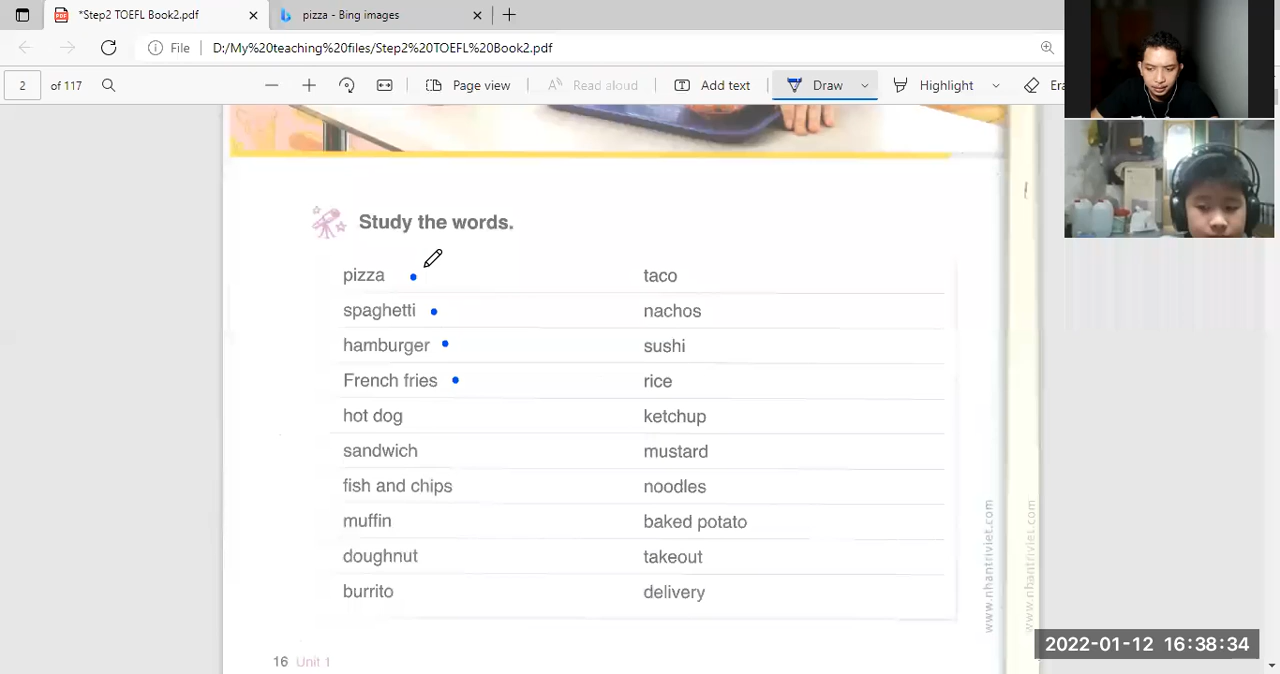 *Step2 TOEFL Book2.pdf
pizza - Bing images
File
D:/My%20teaching%20files/Step2%20TOEFL%20Book2.pdf
2 of 117
Page view
Read aloud
Add text
Draw
Highlight
Era
Study the words.
pizza
spaghetti
hamburger
French fries
hot dog
sandwich
fish and chips
muffin
doughnut
burrito
taco
nachos
sushi
rice
ketchup
mustard
noodles
baked potato
takeout
delivery
www.nhantriviet.com
www.nhantriviet.com
16 Unit 1
2022-01-12 16:38:34